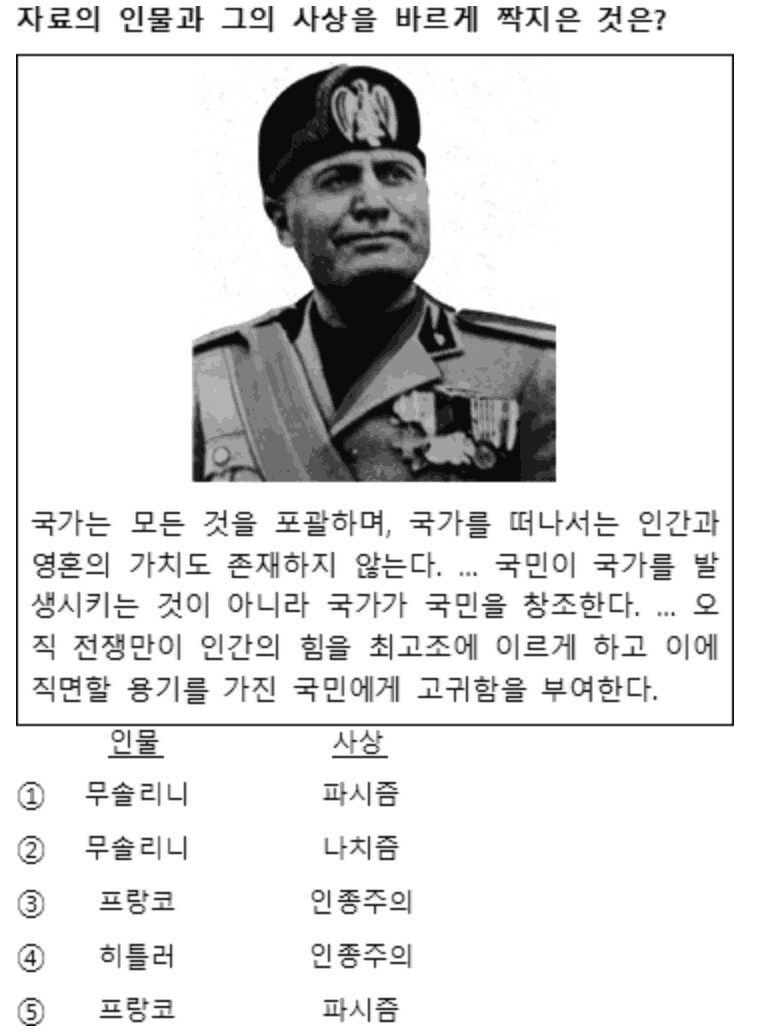 자료의 인물과 그의 사상을 바르게 짝지은 것은?
국가는 모든 것을 포괄하며, 국가를 떠나서는 인간과
영혼의 가치도 존재하지 않는다. ... 국민이 국가를 발
생시키는 것이 아니라 국가가 국민을 창조한다. ... 오
직 전쟁만이 인간의 힘을 최고조에 이르게 하고 이에
직면할 용기를 가진 국민에게 고귀함을 부여한다.
인물 사상
① 무솔리니 파시즘
② 무솔리니 나치즘
③ 프랑코 인종주의
④ 히틀러 인종주의
⑤ 프랑코 파시즘